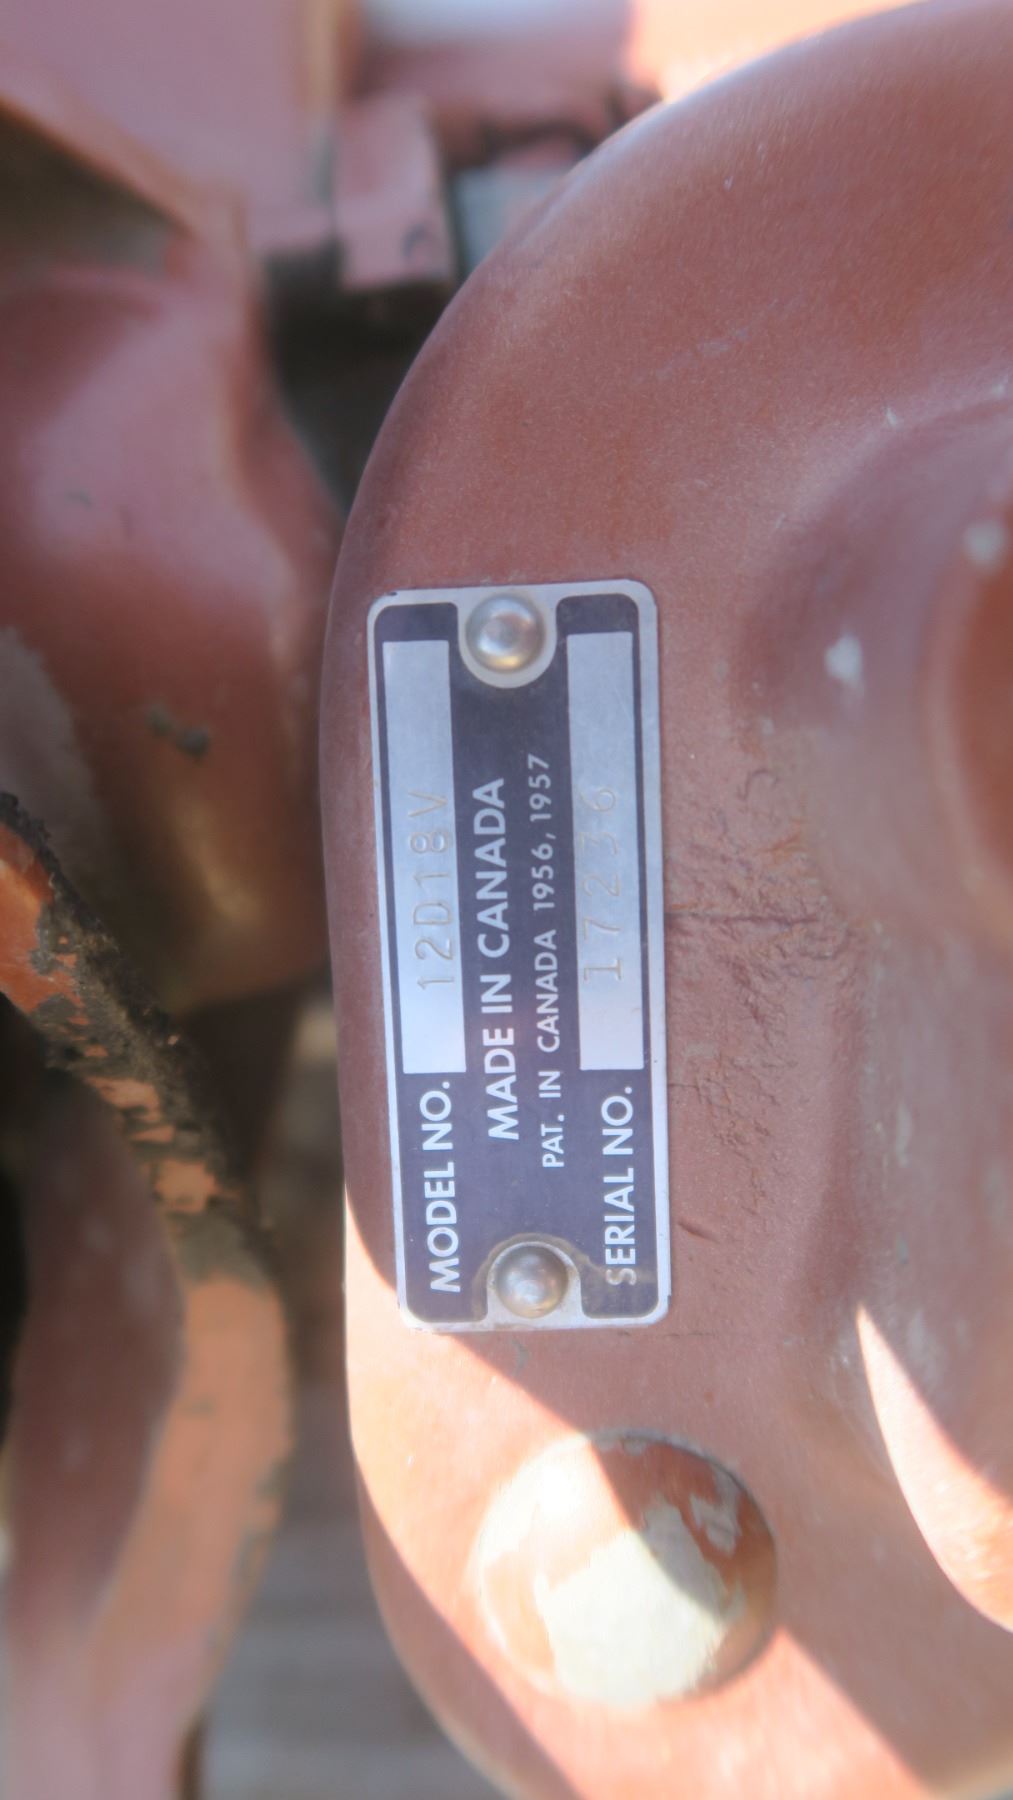 MODEL NO. 12D18V
MADE IN CANADA
PAT. IN CANADA 1956, 1957
SERIAL NO. 17236